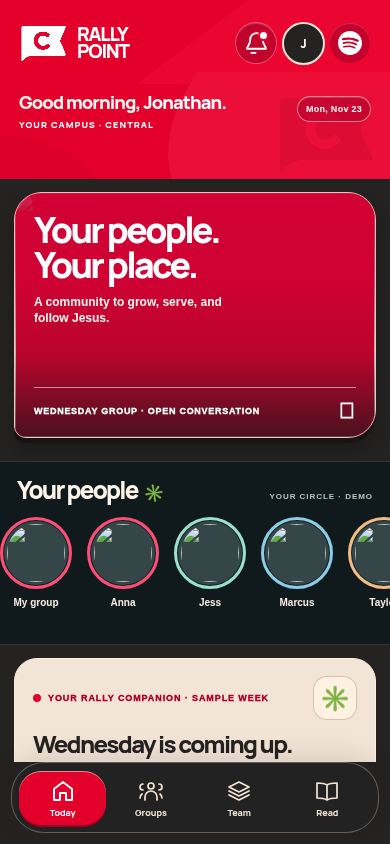 RALLY
POINT
J
Good morning, Jonathan.
YOUR CAMPUS · CENTRAL
Mon, Nov 23
Your people.
Your place.
A community to grow, serve, and
follow Jesus.
WEDNESDAY GROUP · OPEN CONVERSATION
Your people
YOUR CIRCLE · DEMO
My group
Anna
Jess
Marcus
Taylo
YOUR RALLY COMPANION · SAMPLE WEEK
Wednesday is coming up.
Today
Groups
Team
Read